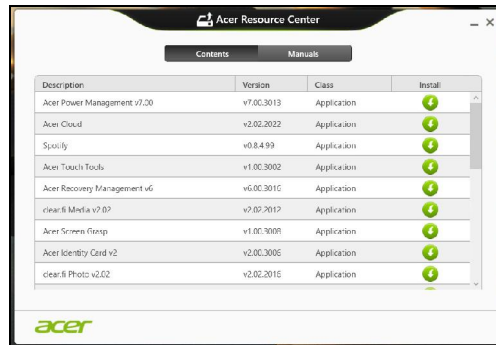 Acer Resource Center
Contents Manuals
Description Version Class Install
Acer Power Management v7.00 v7.00.3013 Application
Acer Cloud v2.02.2022 Application
Spotify v0.8.4.99 Application
Acer Touch Tools v1.00.3002 Application
Acer Recovery Management v6 v6.00.3016 Application
clear.fi Media v2.02 v2.02.2012 Application
Acer Screen Grasp v1.00.3008 Application
Acer Identity Card v2 v2.00.3006 Application
clear.fi Photo v2.02 v2.02.2016 Application
acer